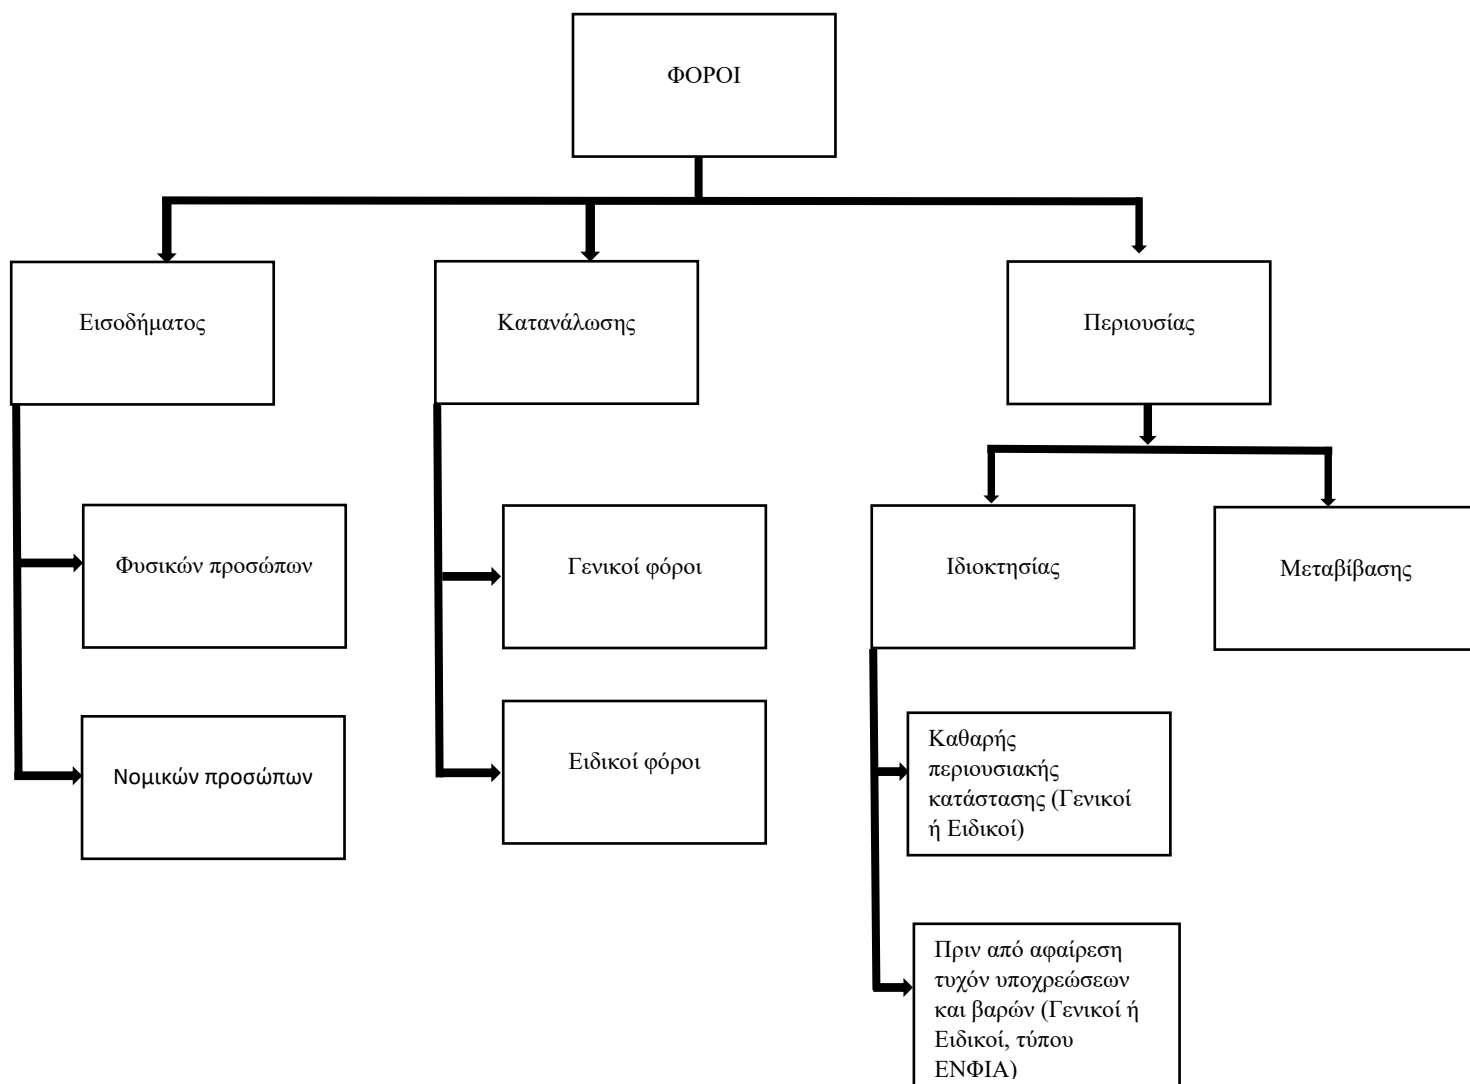 ΦΟΡΟΙ
Εισοδήματος
Κατανάλωσης
Περιουσίας
Φυσικών προσώπων
Γενικοί φόροι
Ιδιοκτησίας
Μεταβίβασης
Νομικών προσώπων
Ειδικοί φόροι
Καθαρής
περιουσιακής
κατάστασης (Γενικοί
ή Ειδικοί)
Πριν από αφαίρεση
τυχόν υποχρεώσεων
και βαρών (Γενικοί ή
Ειδικοί, τύπου
ΕΝΦΙΑ)